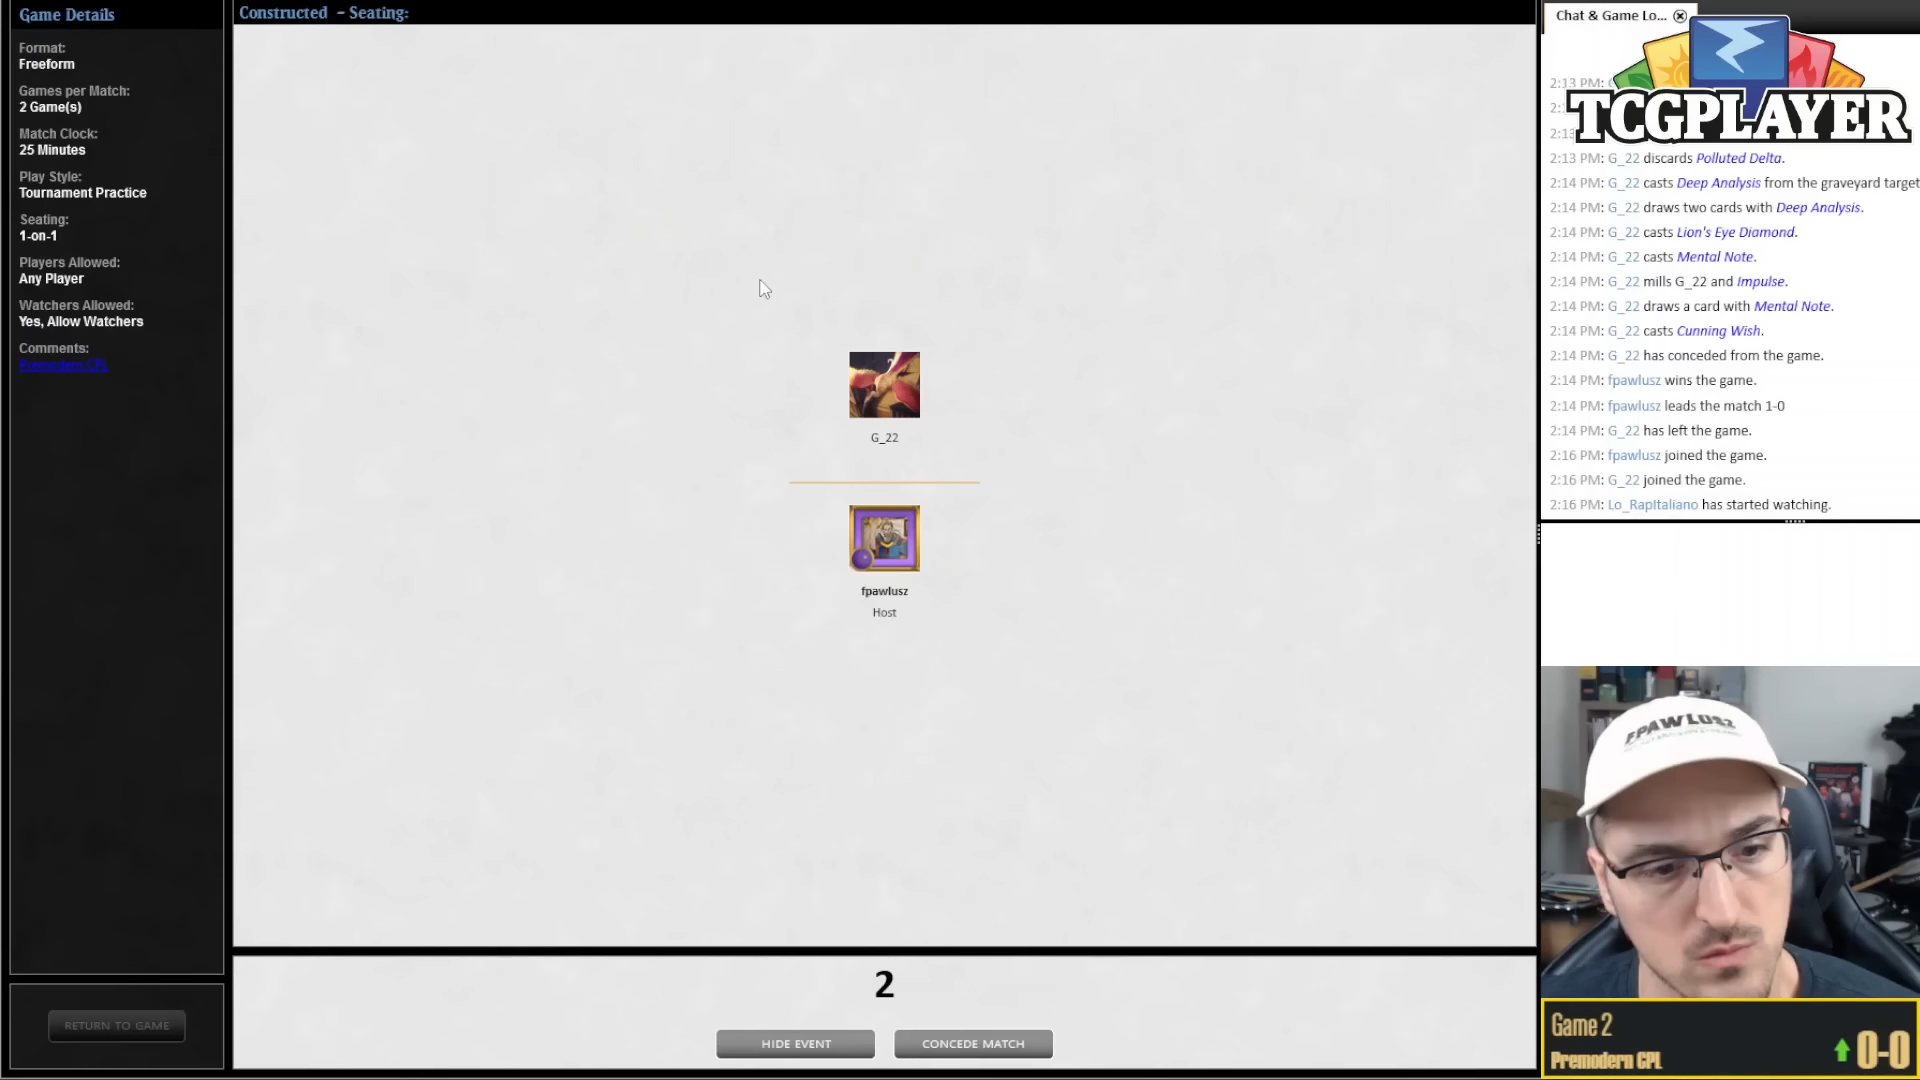 Game Details
Format:
Freeform
Games per Match:
2 Game(s)
Match Clock:
25 Minutes
Play Style:
Tournament Practice
Seating:
1-on-1
Players Allowed:
Any Player
Watchers Allowed:
Yes, Allow Watchers
Comments:
Premodern CPL
RETURN TO GAME
Constructed - Seating:
G_22
fpawlusz
Host
2
HIDE EVENT
CONCEDE MATCH
Chat & Game Lo...
TCGPLAYER
2:13 PM:
2:13 PM: G_22 discards Polluted Delta.
2:14 PM: G_22 casts Deep Analysis from the graveyard target
2:14 PM: G_22 draws two cards with Deep Analysis.
2:14 PM: G_22 casts Lion's Eye Diamond.
2:14 PM: G_22 casts Mental Note.
2:14 PM: G_22 mills G_22 and Impulse.
2:14 PM: G_22 draws a card with Mental Note.
2:14 PM: G_22 casts Cunning Wish.
2:14 PM: G_22 has conceded from the game.
2:14 PM: fpawlusz wins the game.
2:14 PM: fpawlusz leads the match 1-0
2:14 PM: G_22 has left the game.
2:16 PM: fpawlusz joined the game.
2:16 PM: G_22 joined the game.
2:16 PM: Lo_RapItaliano has started watching.
FPAWLUSZ
Game 2
Premodern CPL
0-0